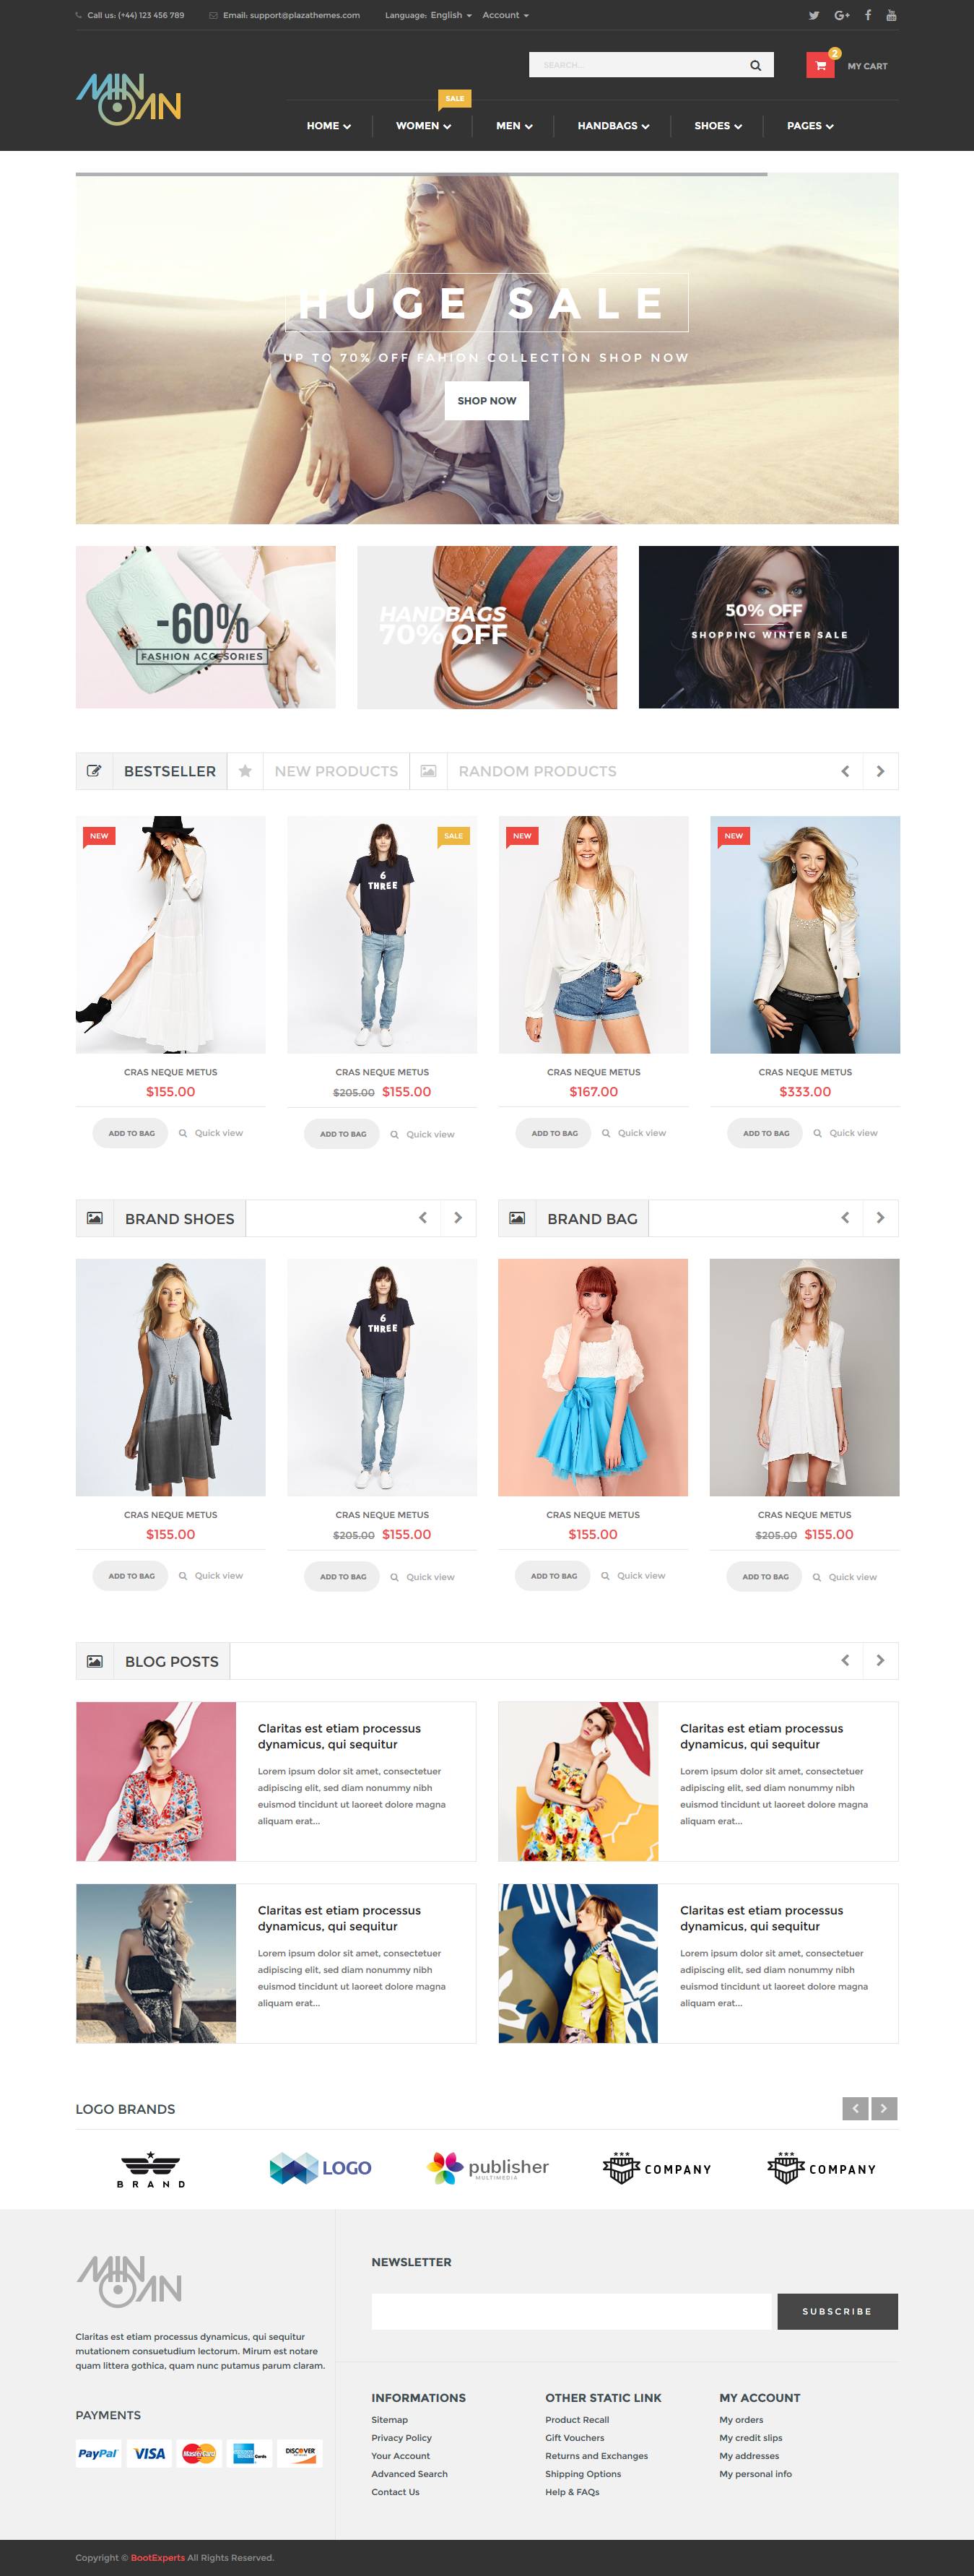 Call us: (+44) 123 456 789 Email: support@plazathemes.com Language: English Account
SEARCH...
2
MY CART
MINOAN
SALE
HOME WOMEN MEN HANDBAGS SHOES PAGES
HUGE SALE
UP TO 70% OFF FAHION COLLECTION SHOP NOW
SHOP NOW
-60%
FASHION ACCESORIES
HANDBAGS
70% OFF
50% OFF
SHOPPING WINTER SALE
BESTSELLER NEW PRODUCTS RANDOM PRODUCTS
NEW SALE NEW NEW
6
THREE
CRAS NEQUE METUS CRAS NEQUE METUS CRAS NEQUE METUS CRAS NEQUE METUS
$155.00 $205.00 $155.00 $167.00 $333.00
ADD TO BAG Quick view ADD TO BAG Quick view ADD TO BAG Quick view ADD TO BAG Quick view
BRAND SHOES BRAND BAG
6
THREE
CRAS NEQUE METUS CRAS NEQUE METUS CRAS NEQUE METUS CRAS NEQUE METUS
$155.00 $205.00 $155.00 $155.00 $205.00 $155.00
ADD TO BAG Quick view ADD TO BAG Quick view ADD TO BAG Quick view ADD TO BAG Quick view
BLOG POSTS
Claritas est etiam processus
dynamicus, qui sequitur
Lorem ipsum dolor sit amet, consectetuer
adipiscing elit, sed diam nonummy nibh
euismod tincidunt ut laoreet dolore magna
aliquam erat...
Claritas est etiam processus
dynamicus, qui sequitur
Lorem ipsum dolor sit amet, consectetuer
adipiscing elit, sed diam nonummy nibh
euismod tincidunt ut laoreet dolore magna
aliquam erat...
Claritas est etiam processus
dynamicus, qui sequitur
Lorem ipsum dolor sit amet, consectetuer
adipiscing elit, sed diam nonummy nibh
euismod tincidunt ut laoreet dolore magna
aliquam erat...
Claritas est etiam processus
dynamicus, qui sequitur
Lorem ipsum dolor sit amet, consectetuer
adipiscing elit, sed diam nonummy nibh
euismod tincidunt ut laoreet dolore magna
aliquam erat...
LOGO BRANDS
BRAND
LOGO
publisher
MULTIMEDIA
COMPANY
COMPANY
MINOAN
Claritas est etiam processus dynamicus, qui sequitur
mutationem consuetudium lectorum. Mirum est notare
quam littera gothica, quam nunc putamus parum claram.
PAYMENTS
PayPal VISA MasterCard Cards DISCOVER
NEWSLETTER
SUBSCRIBE
INFORMATIONS
Sitemap
Privacy Policy
Your Account
Advanced Search
Contact Us
OTHER STATIC LINK
Product Recall
Gift Vouchers
Returns and Exchanges
Shipping Options
Help & FAQs
MY ACCOUNT
My orders
My credit slips
My addresses
My personal info
Copyright © BootExperts All Rights Reserved.